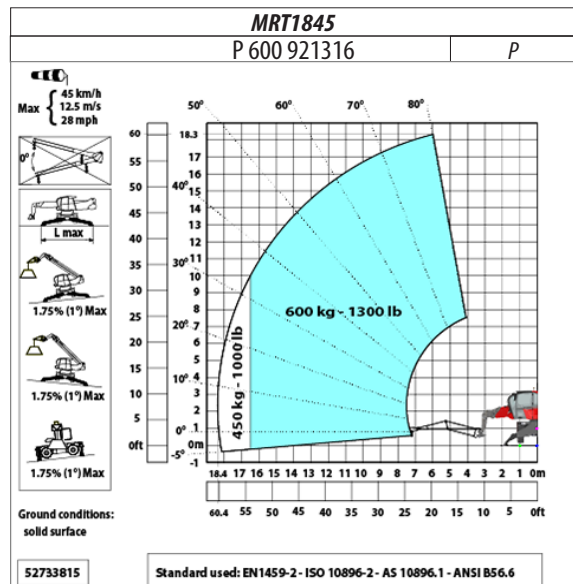 MRT1845
P 600 921316 P
Max 45 km/h
12.5 m/s
28 mph
0°
L max
1.75% (1°) Max
1.75% (1°) Max
1.75% (1°) Max
Ground conditions:
solid surface
52733815
60
55
50
45
40
35
30
25
20
15
10
5
0ft
18.3
17
16
15
14
13
12
11
10
9
8
7
6
5
4
3
2
1
0m
-1
50° 60° 70° 80°
40°
30°
20°
10°
0°
-5°
600 kg - 1300 lb
450 kg - 1000 lb
18.4 17 16 15 14 13 12 11 10 9 8 7 6 5 4 3 2 1 0m
60.4 55 50 45 40 35 30 25 20 15 10 5 0ft
Standard used: EN1459-2 - ISO 10896-2 - AS 10896.1 - ANSI B56.6